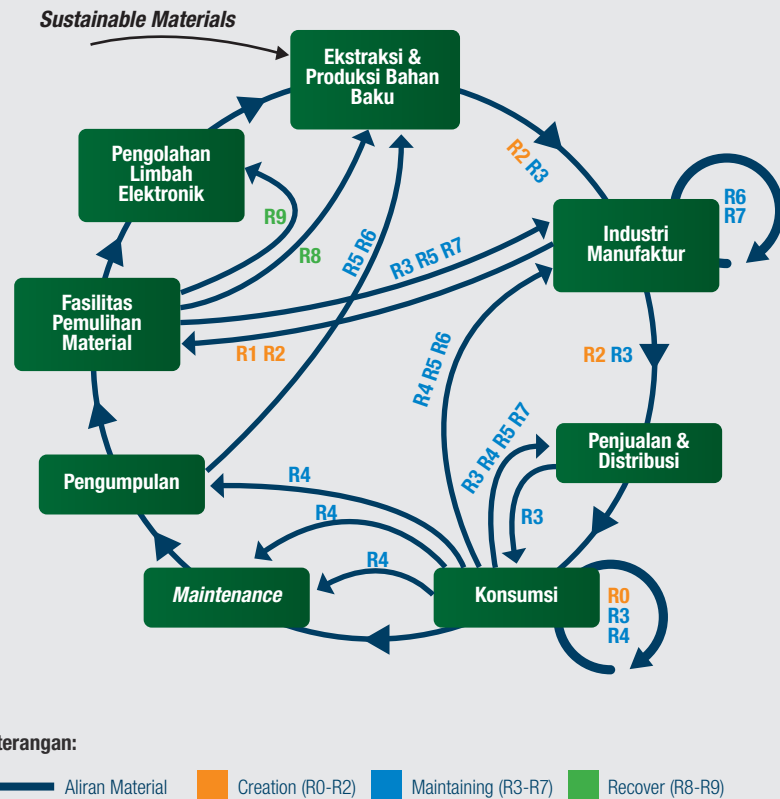 Sustainable Materials
Ekstraksi &
Produksi Bahan
Baku
R2 R3
Pengolahan
Limbah
Elektronik
R9
R8
R5 R6
R3 R5 R7
R6
R7
Industri
Manufaktur
Fasilitas
Pemulihan
Material
R1 R2
R2 R3
R4 R5 R6
R3 R4 R5 R7
Penjualan &
Distribusi
Pengumpulan
R4
R4
R3
R4
Maintenance
Konsumsi
R0
R3
R4
terangan:
Aliran Material
Creation (R0-R2)
Maintaining (R3-R7)
Recover (R8-R9)